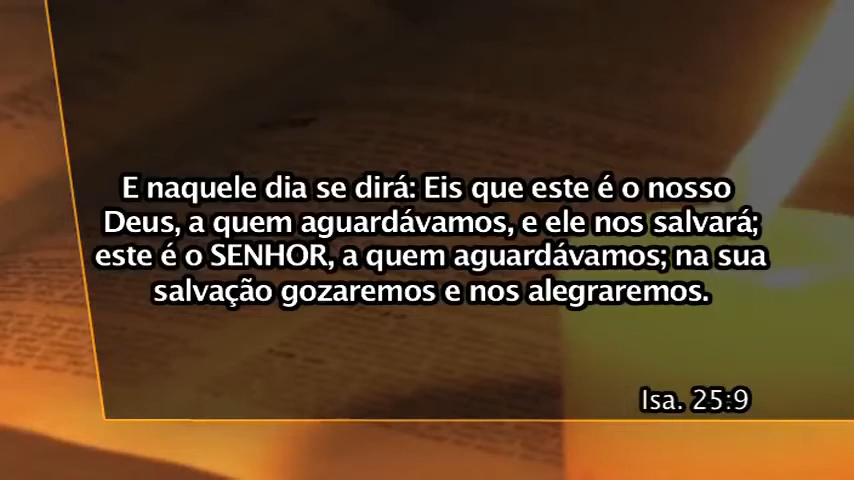 E naquele dia se dirá: Eis que este é o nosso
Deus, a quem aguardávamos, e ele nos salvará;
este é o SENHOR, a quem aguardávamos; na sua
salvação gozaremos e nos alegraremos.
Isa. 25:9